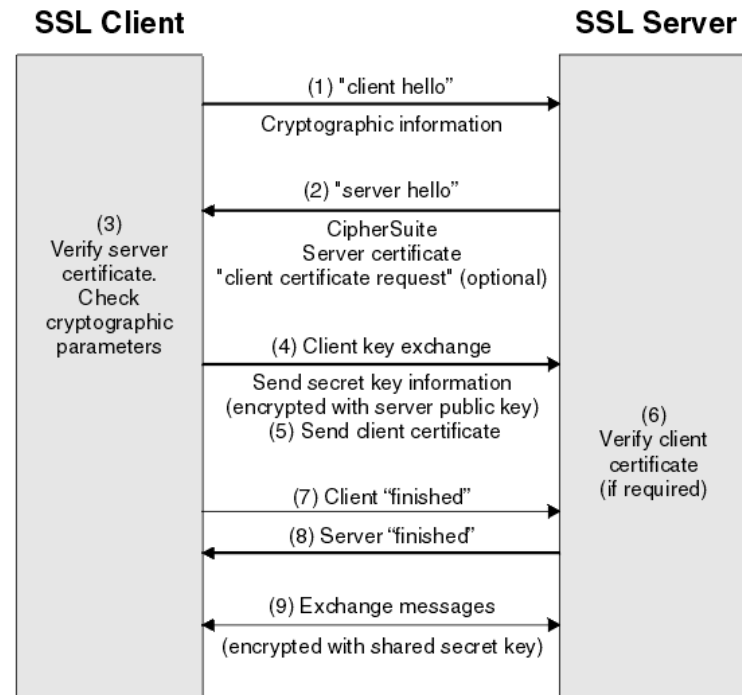 SSL Client
SSL Server
(1) "client hello”
Cryptographic information
(2) "server hello”
CipherSuite
Server certificate
"client certificate request" (optional)
(3)
Verify server
certificate.
Check
cryptographic
parameters
(4) Client key exchange
Send secret key information
(encrypted with server public key)
(5) Send client certificate
(6)
Verify client
certificate
(if required)
(7) Client “finished”
(8) Server “finished”
(9) Exchange messages
(encrypted with shared secret key)